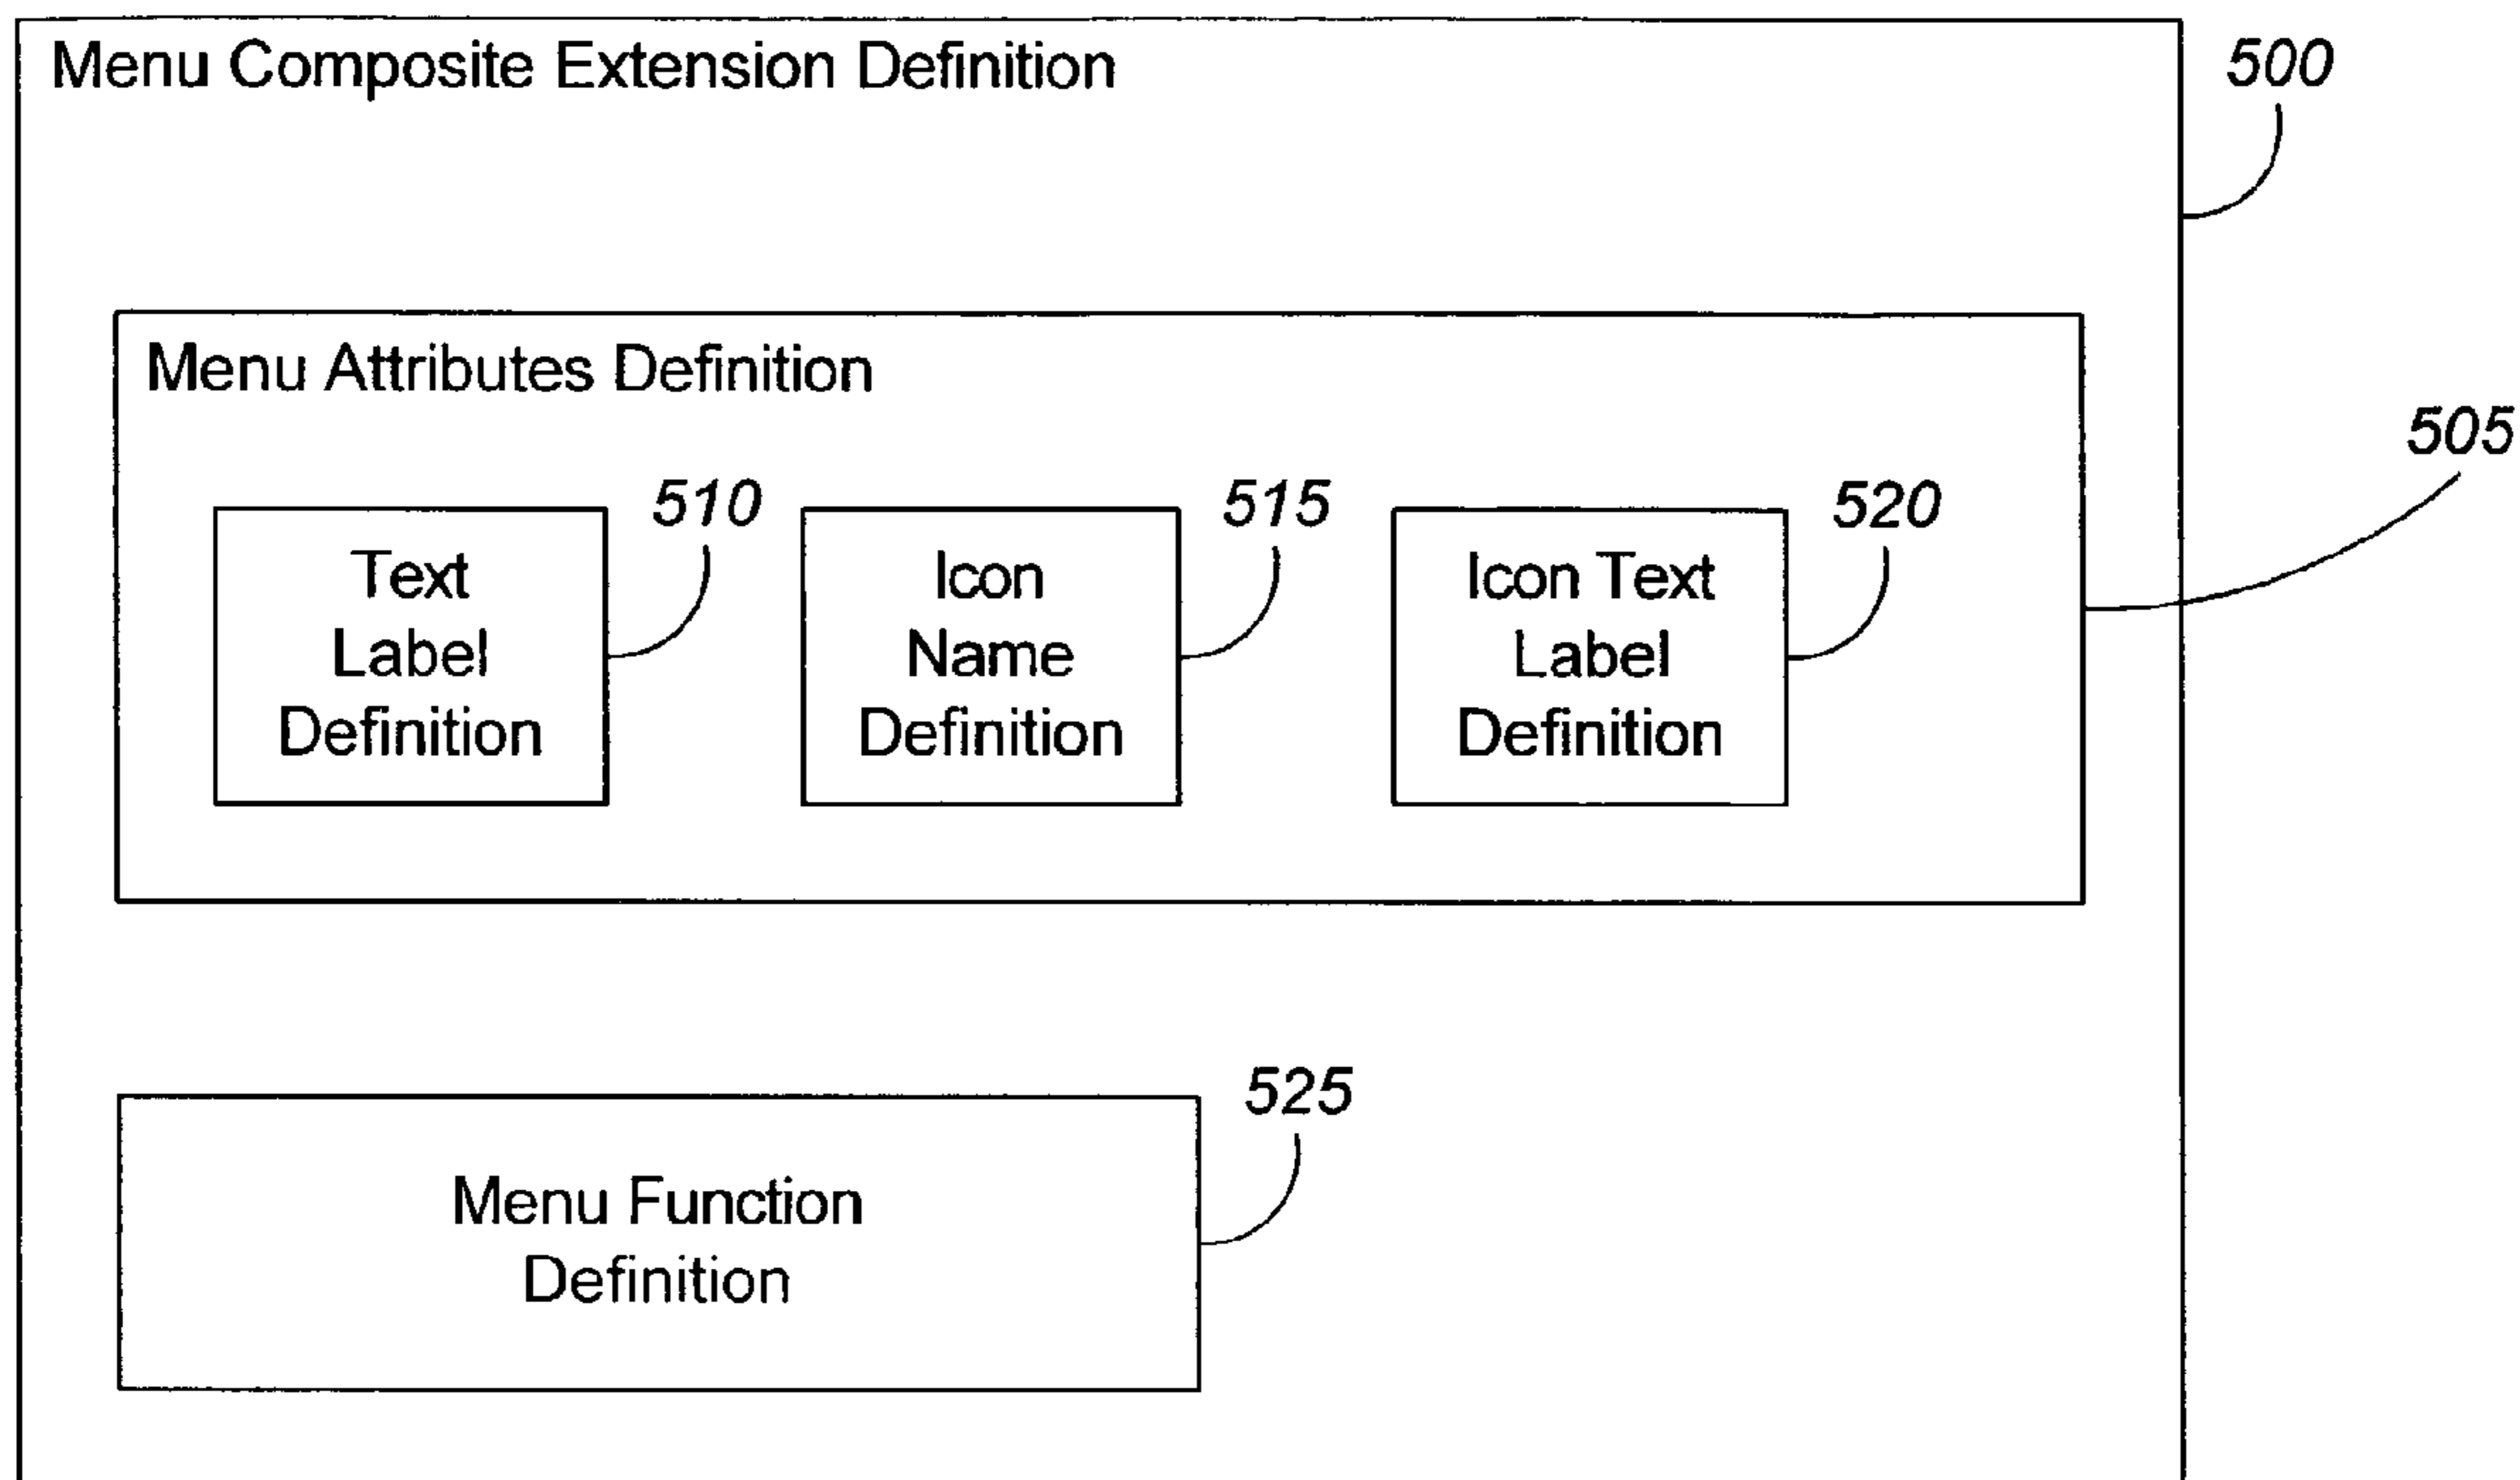 Menu Composite Extension Definition
500
Menu Attributes Definition
505
510
515
520
Text
Label
Definition
Icon
Name
Definition
Icon Text
Label
Definition
525
Menu Function
Definition